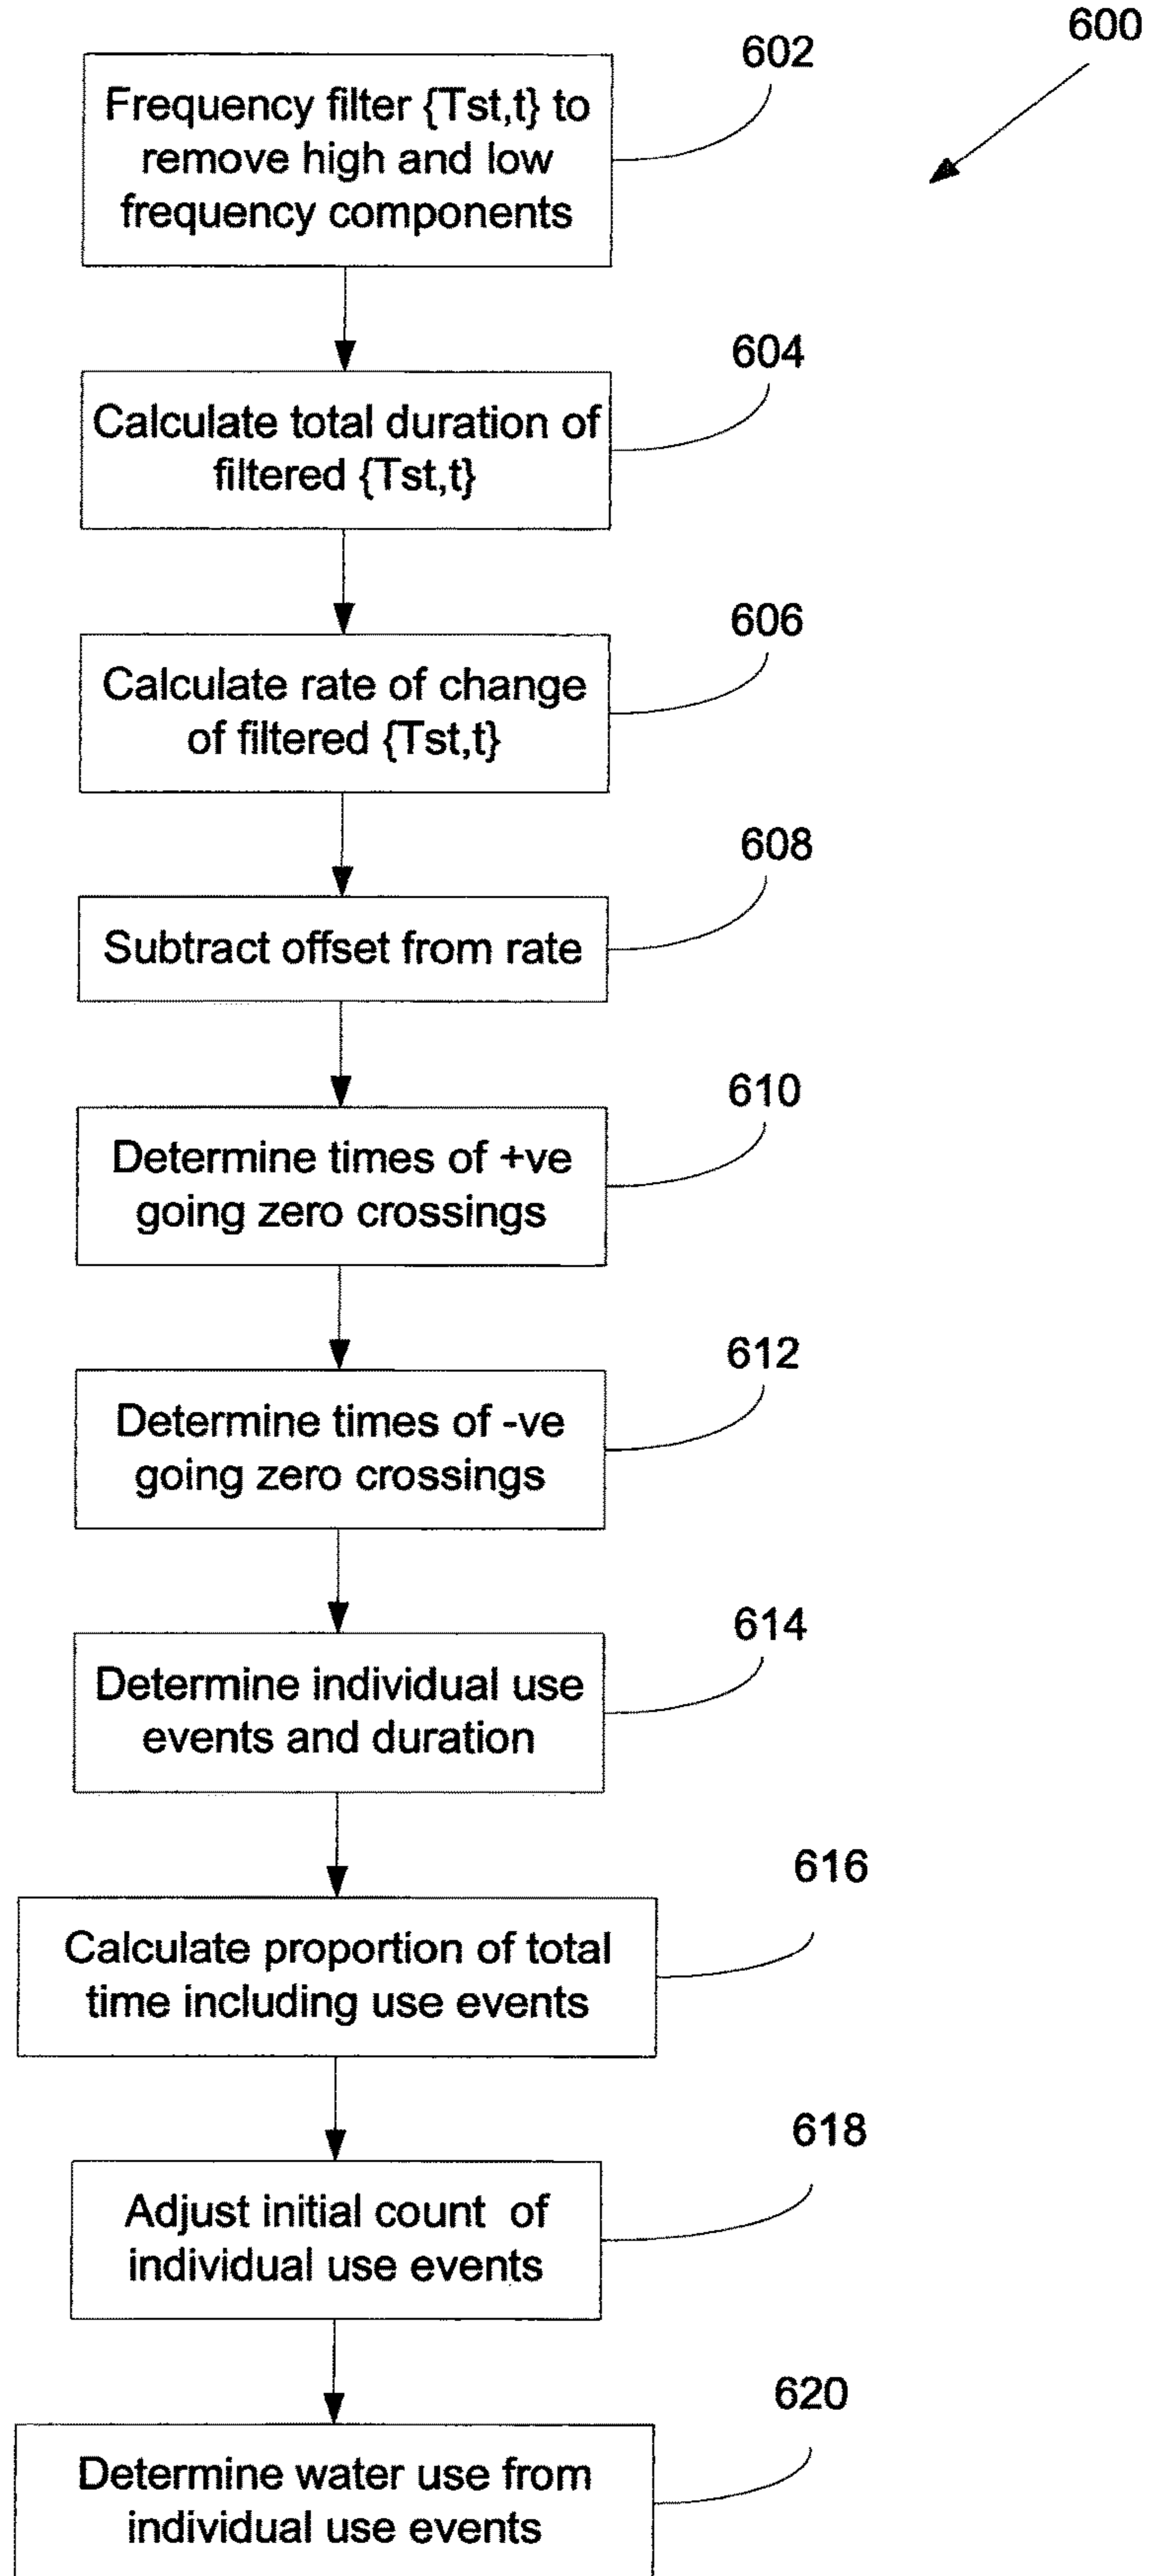 600
602
Frequency filter {Tst,t} to
remove high and low
frequency components
604
Calculate total duration of
filtered {Tst,t}
606
Calculate rate of change
of filtered {Tst,t}
608
Subtract offset from rate
610
Determine times of +ve
going zero crossings
612
Determine times of -ve
going zero crossings
614
Determine individual use
events and duration
616
Calculate proportion of total
time including use events
618
Adjust initial count of
individual use events
620
Determine water use from
individual use events